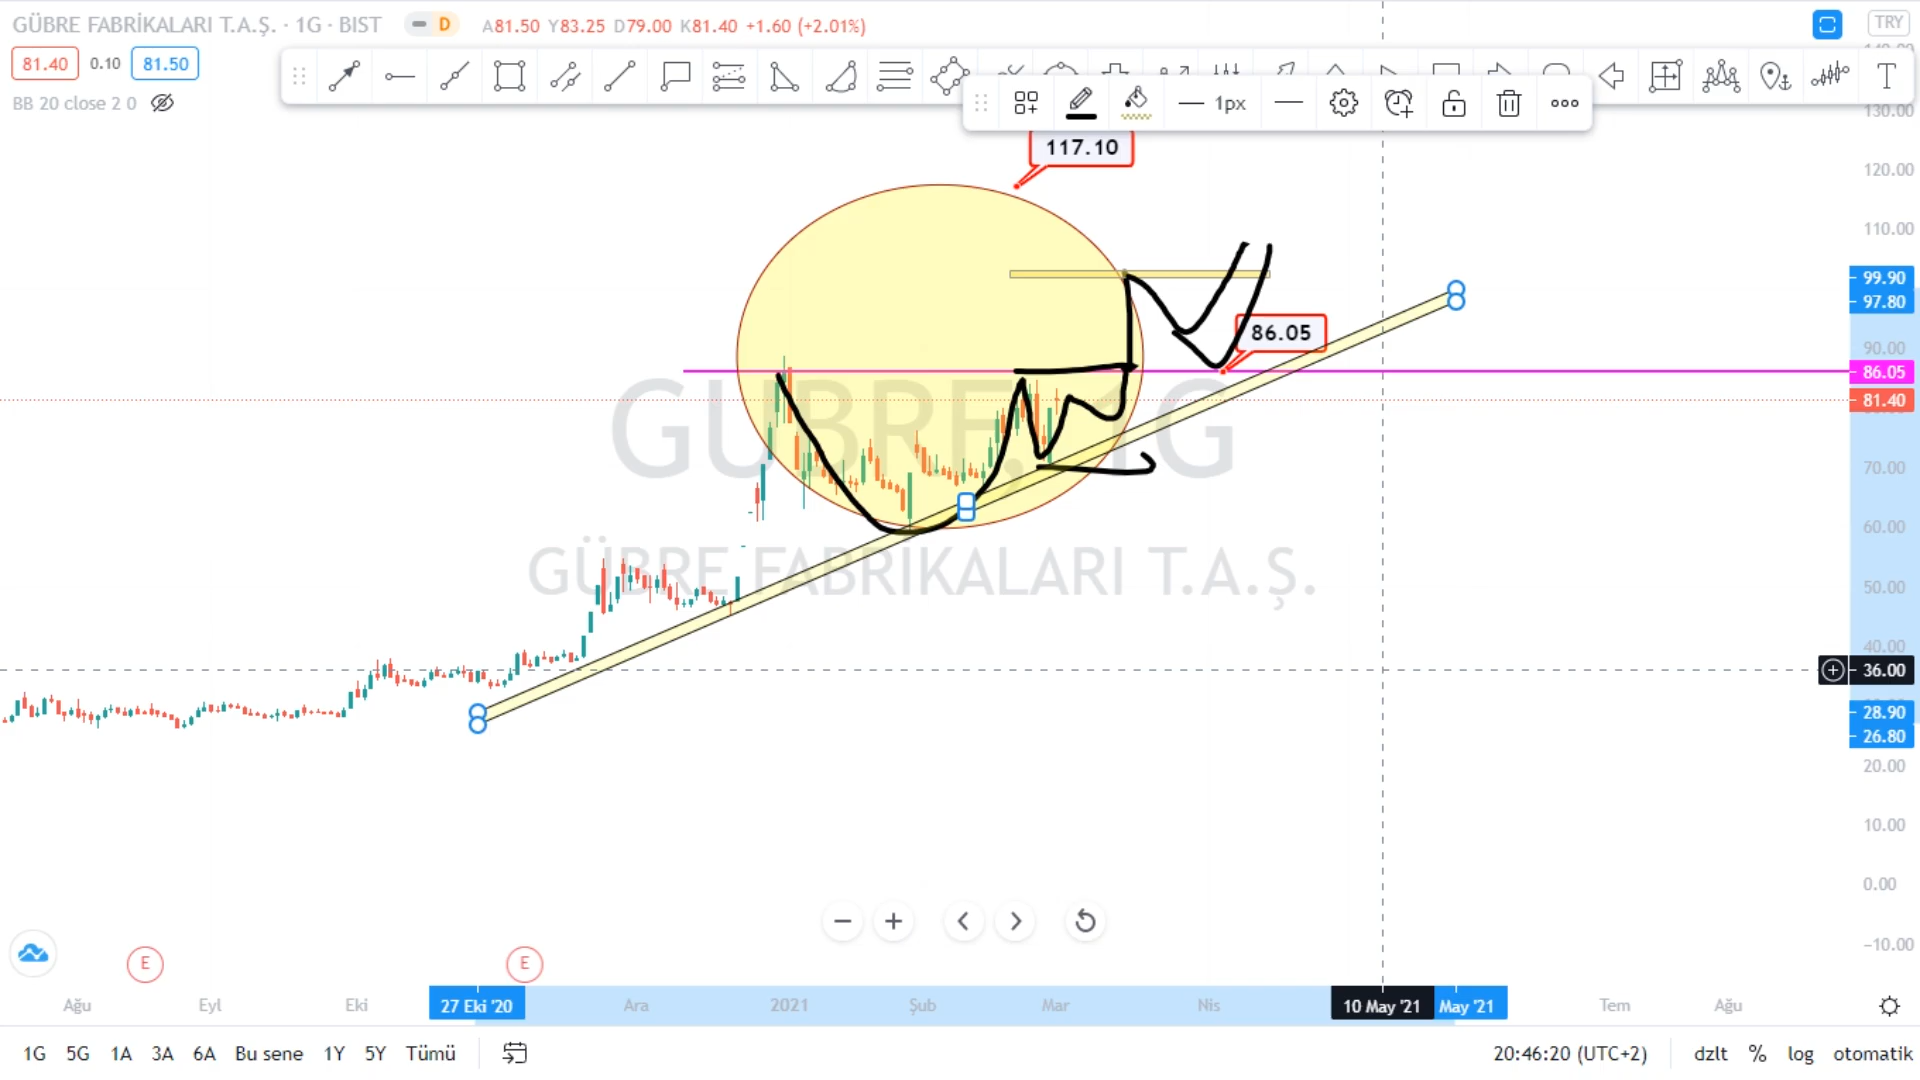 GÜBRE FABRİKALARI T.A.Ş. · 1G · BIST D A81.50 Y83.25 D79.00 K81.40 +1.60 (+2.01%) TRY
81.40 0.10 81.50
BB 20 close 2 0
T
1px
130.00
117.10
120.00
110.00
99.90
97.80
86.05
90.00
86.05
81.40
GUBRE, 1G
70.00
60.00
GÜBRE FABRİKALARI T.A.Ş.
50.00
40.00
36.00
28.90
26.80
20.00
10.00
0.00
-10.00
E E
Ağu Eyl Eki 27 Eki '20 Ara 2021 Şub Mar Nis 10 May '21 May '21 Tem Ağu
1G 5G 1A 3A 6A Bu sene 1Y 5Y Tümü 20:46:20 (UTC+2) dzlt % log otomatik